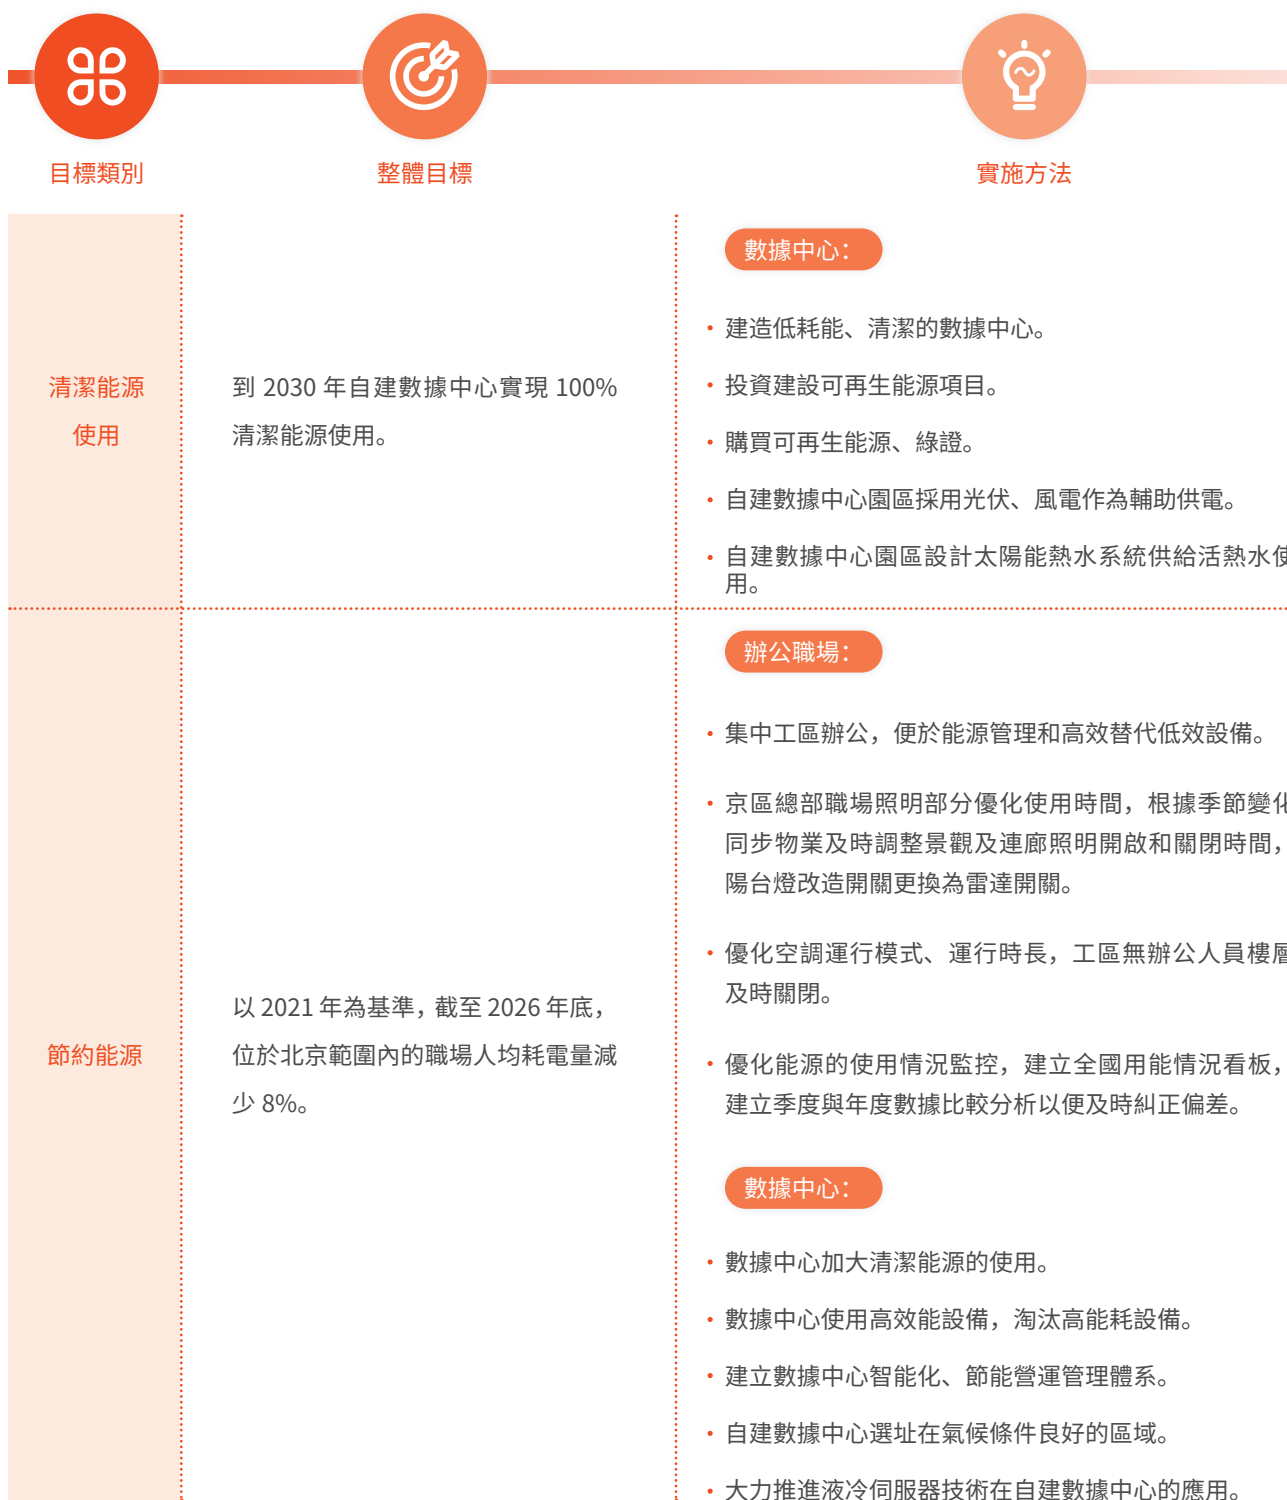 目標類別
整體目標
實施方法
清潔能源
使用
到 2030 年自建數據中心實現 100%
清潔能源使用。
數據中心：
• 建造低耗能、清潔的數據中心。
• 投資建設可再生能源項目。
• 購買可再生能源、綠證。
• 自建數據中心園區採用光伏、風電作為輔助供電。
• 自建數據中心園區設計太陽能熱水系統供給活熱水使
用。
節約能源
以 2021 年為基準，截至 2026 年底，
位於北京範圍內的職場人均耗電量減
少 8%。
辦公職場：
• 集中工區辦公，便於能源管理和高效替代低效設備。
• 京區總部職場照明部分優化使用時間，根據季節變化
同步物業及時調整景觀及連廊照明開啟和關閉時間，
陽台燈改造開關更換為雷達開關。
• 優化空調運行模式、運行時長，工區無辦公人員樓層
及時關閉。
• 優化能源的使用情況監控，建立全國用能情況看板，
建立季度與年度數據比較分析以便及時糾正偏差。
數據中心：
• 數據中心加大清潔能源的使用。
• 數據中心使用高效能設備，淘汰高能耗設備。
• 建立數據中心智能化、節能營運管理體系。
• 自建數據中心選址在氣候條件良好的區域。
• 大力推進液冷伺服器技術在自建數據中心的應用。